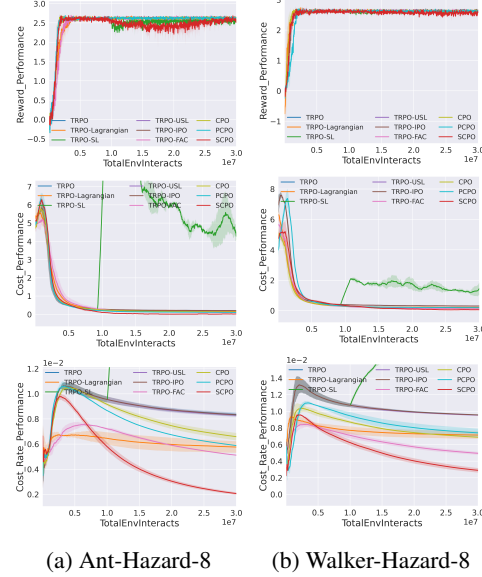 3.0
2.5
2.0
1.5
1.0
0.5
0.0
−0.5
Reward_Performance
TRPO TRPO-USL CPO
TRPO-Lagrangian TRPO-IPO PCPO
TRPO-SL TRPO-FAC SCPO
0.5 1.0 1.5 2.0 2.5 3.0
TotalEnvInteracts 1e7
3
2
1
0
−1
Reward_Performance
TRPO TRPO-USL CPO
TRPO-Lagrangian TRPO-IPO PCPO
TRPO-SL TRPO-FAC SCPO
0.5 1.0 1.5 2.0 2.5 3.0
TotalEnvInteracts 1e7
7
6
5
4
3
2
1
0
Cost_Performance
TRPO TRPO-USL CPO
TRPO-Lagrangian TRPO-IPO PCPO
TRPO-SL TRPO-FAC SCPO
0.5 1.0 1.5 2.0 2.5 3.0
TotalEnvInteracts 1e7
8
6
4
2
0
Cost_Performance
TRPO TRPO-USL CPO
TRPO-Lagrangian TRPO-IPO PCPO
TRPO-SL TRPO-FAC SCPO
0.5 1.0 1.5 2.0 2.5 3.0
TotalEnvInteracts 1e7
1e−2
1.2
1.0
0.8
0.6
0.4
0.2
Cost_Rate_Performance
TRPO TRPO-USL CPO
TRPO-Lagrangian TRPO-IPO PCPO
TRPO-SL TRPO-FAC SCPO
0.5 1.0 1.5 2.0 2.5 3.0
TotalEnvInteracts 1e7
1e−2
1.4
1.2
1.0
0.8
0.6
0.4
0.2
0.0
Cost_Rate_Performance
TRPO TRPO-USL CPO
TRPO-Lagrangian TRPO-IPO PCPO
TRPO-SL TRPO-FAC SCPO
0.5 1.0 1.5 2.0 2.5 3.0
TotalEnvInteracts 1e7
(a) Ant-Hazard-8 (b) Walker-Hazard-8